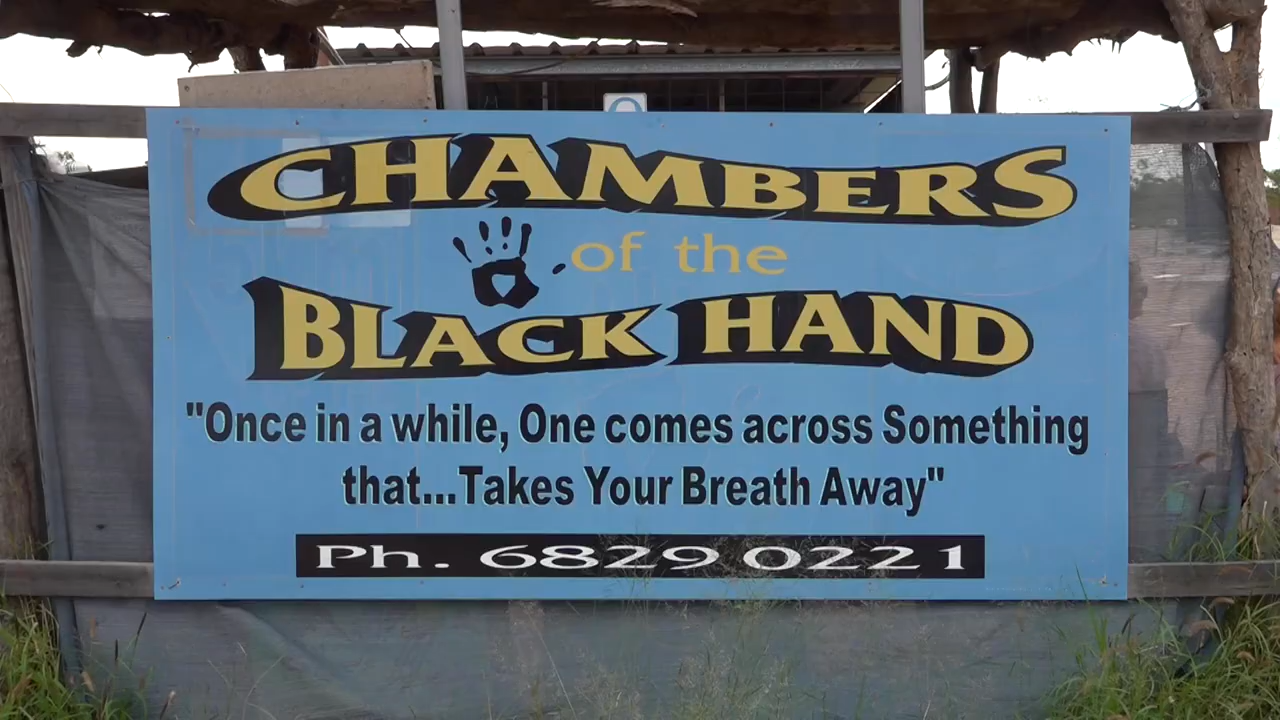 CHAMBERS
of the
BLACK HAND
"Once in a while, One comes across Something
that...Takes Your Breath Away"
Ph. 6829 0221